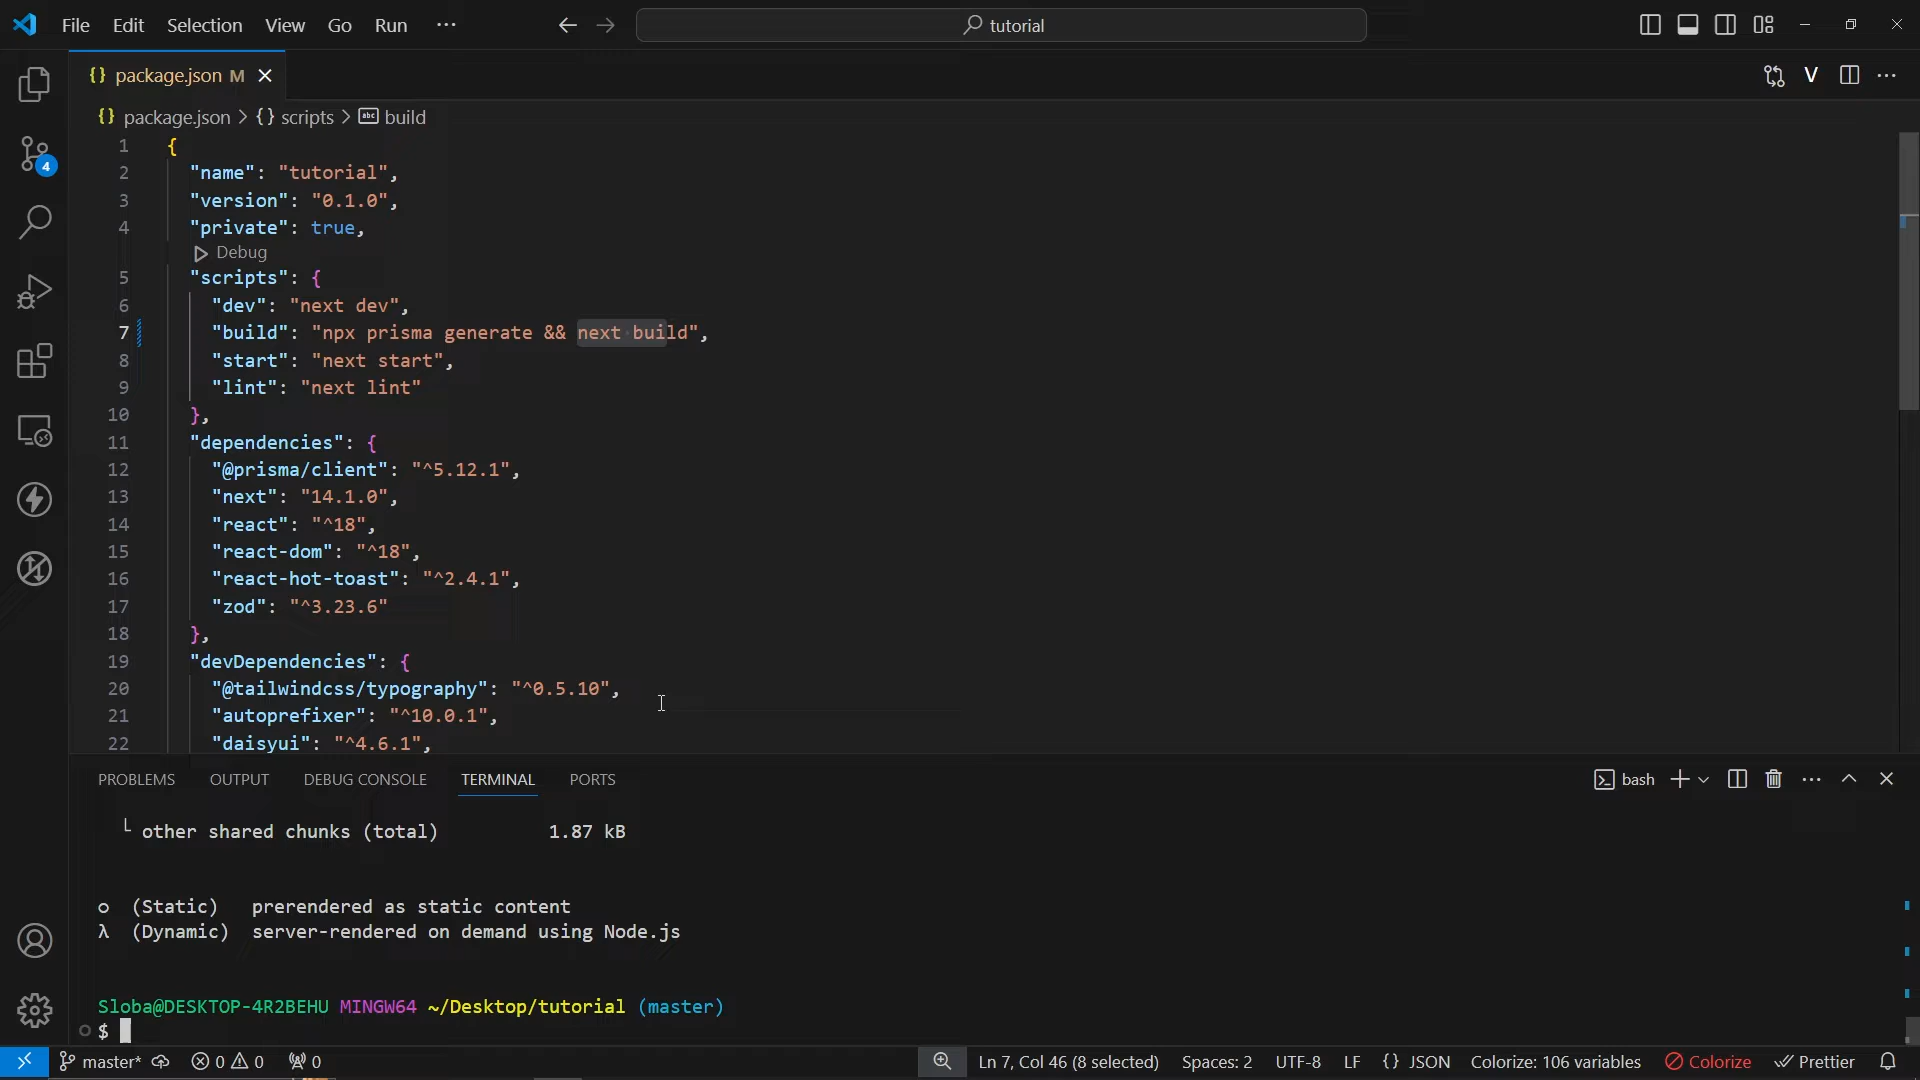 File Edit Selection View Go Run ··· tutorial
{} package.json M
V
{} package.json > {} scripts > abc build
1 {
2 "name": "tutorial",
3 "version": "0.1.0",
4 "private": true,
Debug
5 "scripts": {
6 "dev": "next dev",
7 "build": "npx prisma generate && next build",
8 "start": "next start",
9 "lint": "next lint"
10 },
11 "dependencies": {
12 "@prisma/client": "^5.12.1",
13 "next": "14.1.0",
14 "react": "^18",
15 "react-dom": "^18",
16 "react-hot-toast": "^2.4.1",
17 "zod": "^3.23.6"
18 },
19 "devDependencies": {
20 "@tailwindcss/typography": "^0.5.10",
21 "autoprefixer": "^10.0.1",
22 "daisyui": "^4.6.1",
4
PROBLEMS OUTPUT DEBUG CONSOLE TERMINAL PORTS bash
└ other shared chunks (total) 1.87 kB
○ (Static) prerendered as static content
λ (Dynamic) server-rendered on demand using Node.js
Sloba@DESKTOP-4R2BEHU MINGW64 ~/Desktop/tutorial (master)
$
master* 0 0 0 Ln 7, Col 46 (8 selected) Spaces: 2 UTF-8 LF {} JSON Colorize: 106 variables Colorize Prettier